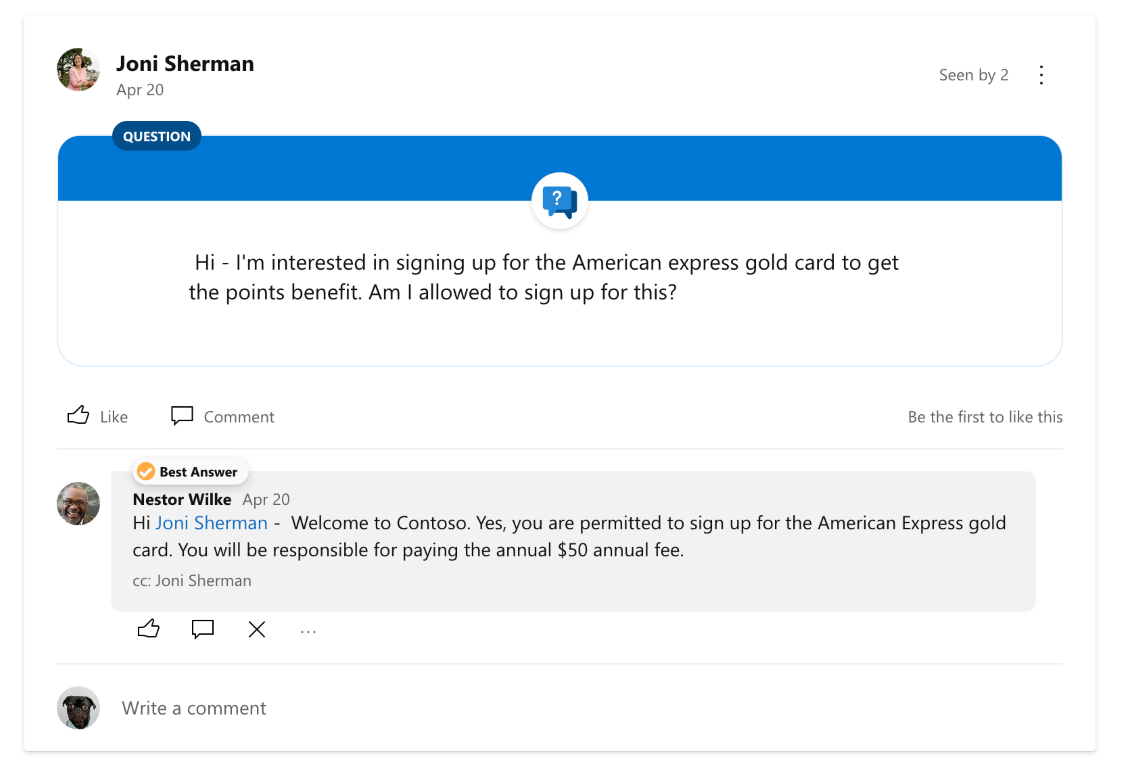 Joni Sherman
Apr 20
Seen by 2
QUESTION
?
Hi - I'm interested in signing up for the American express gold card to get
the points benefit. Am I allowed to sign up for this?
Like
Comment
Be the first to like this
Best Answer
Nestor Wilke Apr 20
Hi Joni Sherman - Welcome to Contoso. Yes, you are permitted to sign up for the American Express gold
card. You will be responsible for paying the annual $50 annual fee.
cc: Joni Sherman
Write a comment